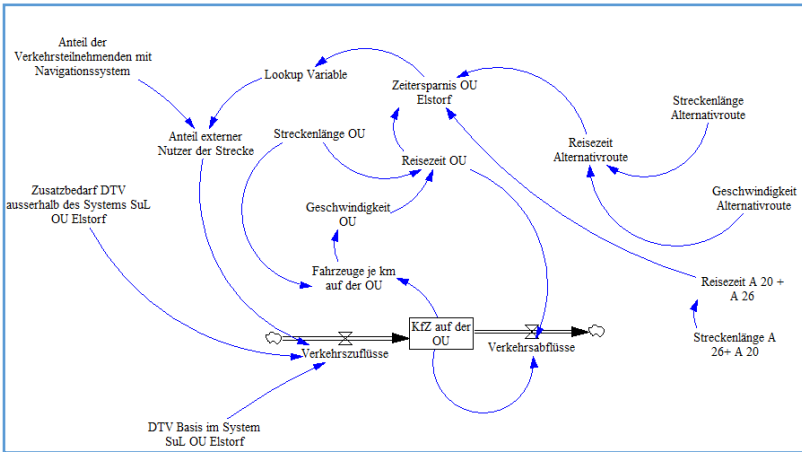 Anteil der
Verkehrsteilnehmenden mit
Navigationssystem
Lookup Variable
Zeitersparnis OU
Elstorf
Streckenlänge
Alternativroute
Anteil externer
Nutzer der Strecke
Streckenlänge OU
Reisezeit
Alternativroute
Reisezeit OU
Zusatzbedarf DTV
ausserhalb des Systems SuL
OU Elstorf
Geschwindigkeit
OU
Geschwindigkeit
Alternativroute
Fahrzeuge je km
auf der OU
Reisezeit A 20 +
A 26
KfZ auf der
OU
Verkehrszuflüsse
Verkehrsabflüsse
Streckenlänge A
26+ A 20
DTV Basis im System
SuL OU Elstorf